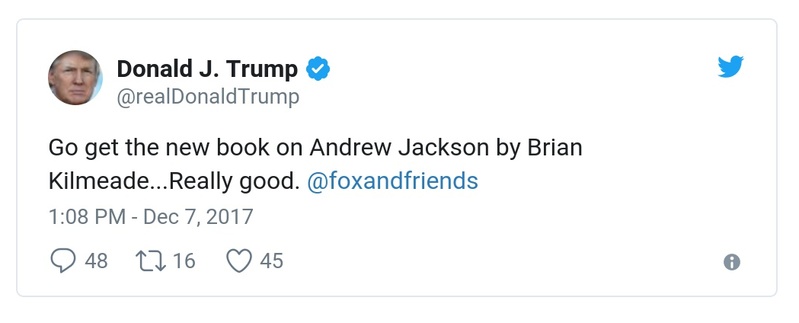 Donald J. Trump
@realDonaldTrump
Go get the new book on Andrew Jackson by Brian
Kilmeade...Really good. @foxandfriends
1:08 PM - Dec 7, 2017
48 16 45